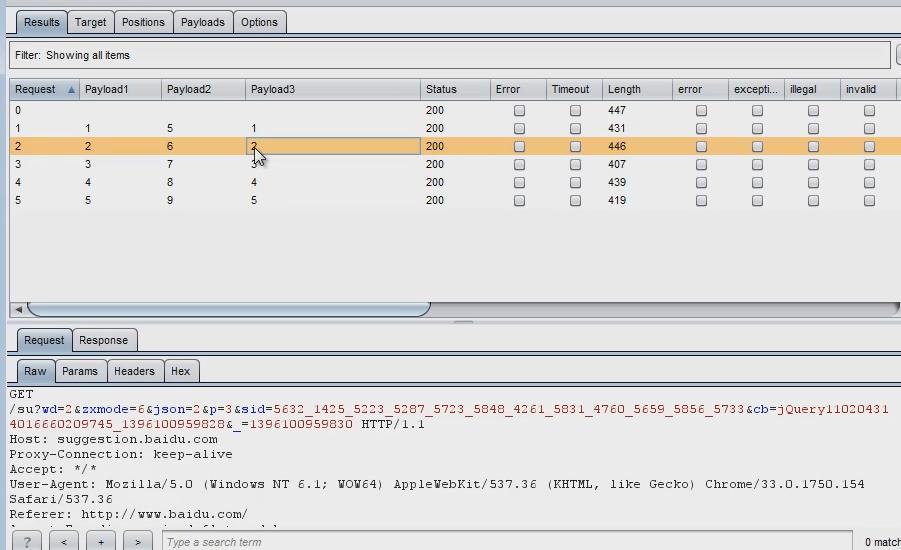 Results Target Positions Payloads Options
Filter: Showing all items
Request Payload1 Payload2 Payload3 Status Error Timeout Length error excepti... illegal invalid
0 200 447
1 1 5 1 200 431
2 2 6 2 200 446
3 3 7 3 200 407
4 4 8 4 200 439
5 5 9 5 200 419
Request Response
Raw Params Headers Hex
GET
/su?wd=2&zxmode=6&json=2&p=3&sid=5632_1425_5223_5287_5723_5848_4261_5831_4760_5659_5856_5733&cb=jQuery11020431
4016660209745_1396100959828&_=1396100959830 HTTP/1.1
Host: suggestion.baidu.com
Proxy-Connection: keep-alive
Accept: */*
User-Agent: Mozilla/5.0 (Windows NT 6.1; WOW64) AppleWebKit/537.36 (KHTML, like Gecko) Chrome/33.0.1750.154
Safari/537.36
Referer: http://www.baidu.com/
? < + > Type a search term 0 match